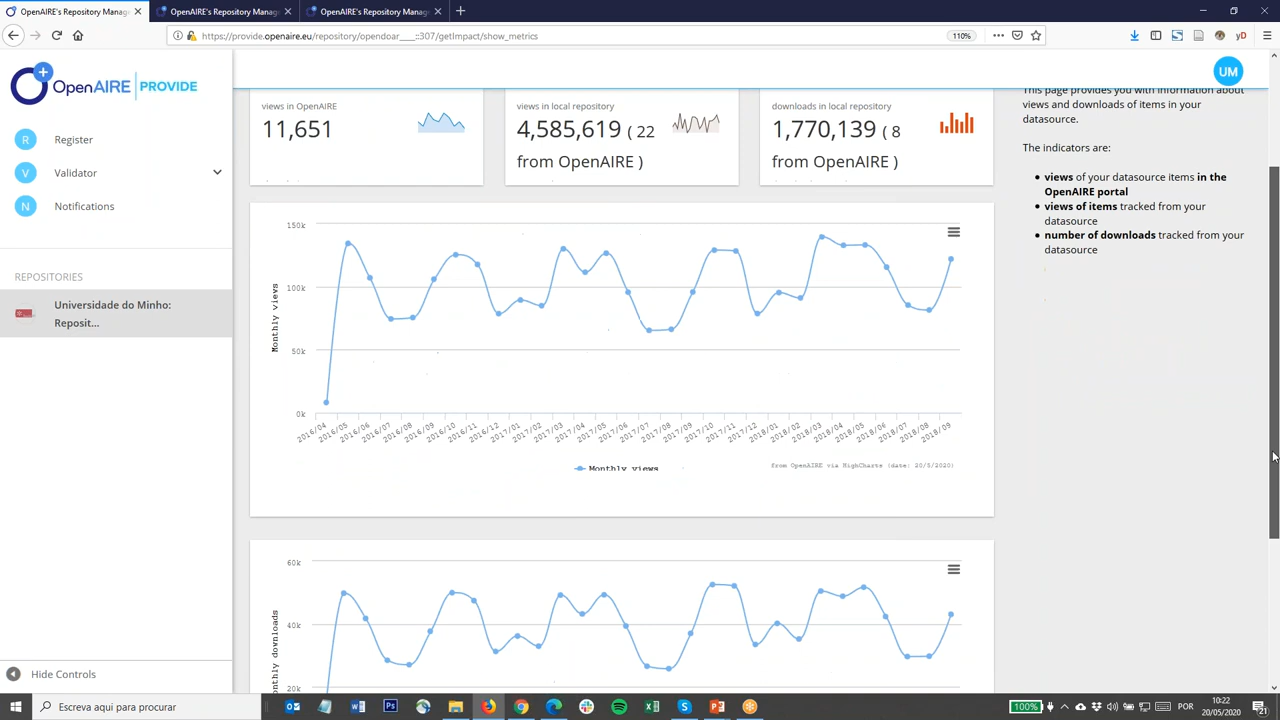 OpenAIRE's Repository Manag
OpenAIRE's Repository Manag
OpenAIRE's Repository Manag
https://provide.openaire.eu/repository/opendoar____::307/getImpact/show_metrics
110%
yD
OpenAIRE PROVIDE
UM
R Register
V Validator
N Notifications
REPOSITORIES
Universidade do Minho:
Reposit...
Hide Controls
views in OpenAIRE
11,651
views in local repository
4,585,619 ( 22
from OpenAIRE )
downloads in local repository
1,770,139 ( 8
from OpenAIRE )
Monthly views
150k
100k
50k
0k
2016/04
2016/05
2016/06
2016/07
2016/08
2016/09
2016/10
2016/11
2016/12
2017/01
2017/02
2017/03
2017/04
2017/05
2017/06
2017/07
2017/08
2017/09
2017/10
2017/11
2017/12
2018/01
2018/02
2018/03
2018/04
2018/05
2018/06
2018/07
2018/08
2018/09
Monthly views
from OpenAIRE via HighCharts (date: 20/5/2020)
Monthly downloads
60k
40k
20k
This page provides you with information about
views and downloads of items in your
datasource.
The indicators are:
views of your datasource items in the
OpenAIRE portal
views of items tracked from your
datasource
number of downloads tracked from your
datasource
Escreva aqui para procurar
100%
POR
10:22
20/05/2020
21